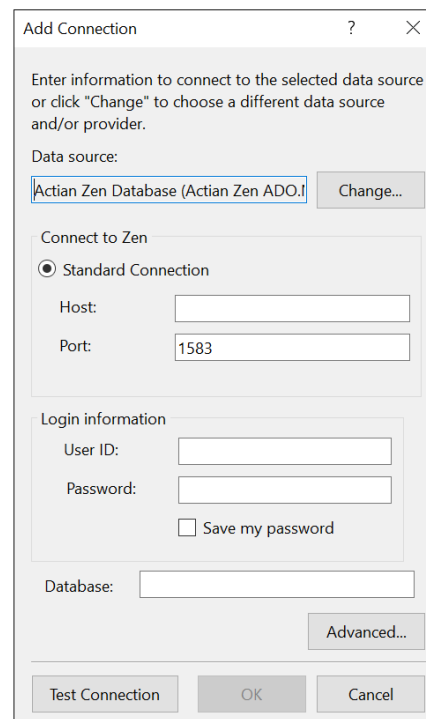 Add Connection ?
Enter information to connect to the selected data source
or click "Change" to choose a different data source
and/or provider.
Data source:
Actian Zen Database (Actian Zen ADO.N
Change...
Connect to Zen
Standard Connection
Host:
Port: 1583
Login information
User ID:
Password:
Save my password
Database:
Advanced...
Test Connection OK Cancel